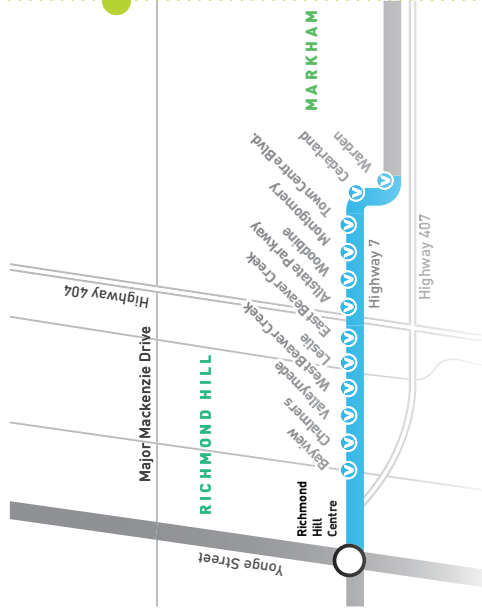 MARKHAM
Warden
Cedarland
Town Centre Blvd.
Montgomery
Woodbine
Allstate Parkway
East Beaver Creek
Leslie
West Beaver Creek
Valleymede
Chalmers
Bayview
Richmond
Hill
Centre
Highway 7
Highway 407
Highway 404
Major Mackenzie Drive
RICHMOND HILL
Yonge Street